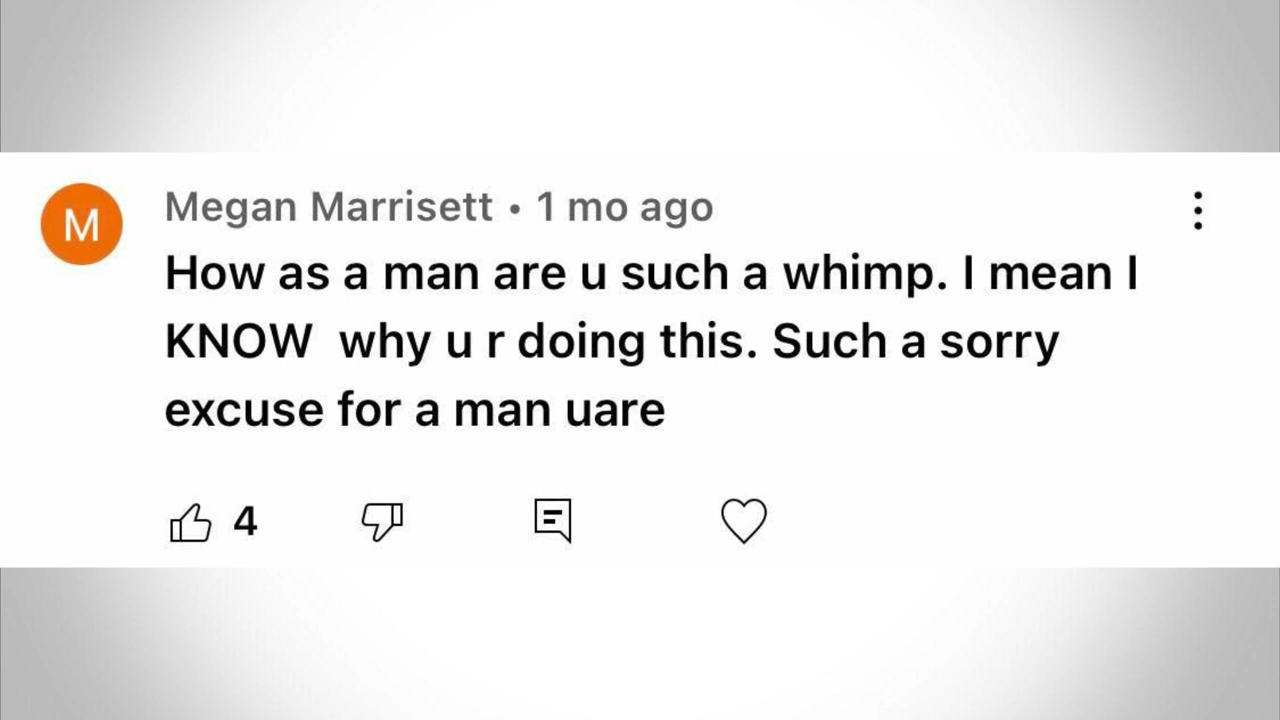 M
Megan Marrisett • 1 mo ago
How as a man are u such a whimp. I mean I
KNOW  why u r doing this. Such a sorry
excuse for a man uare
4